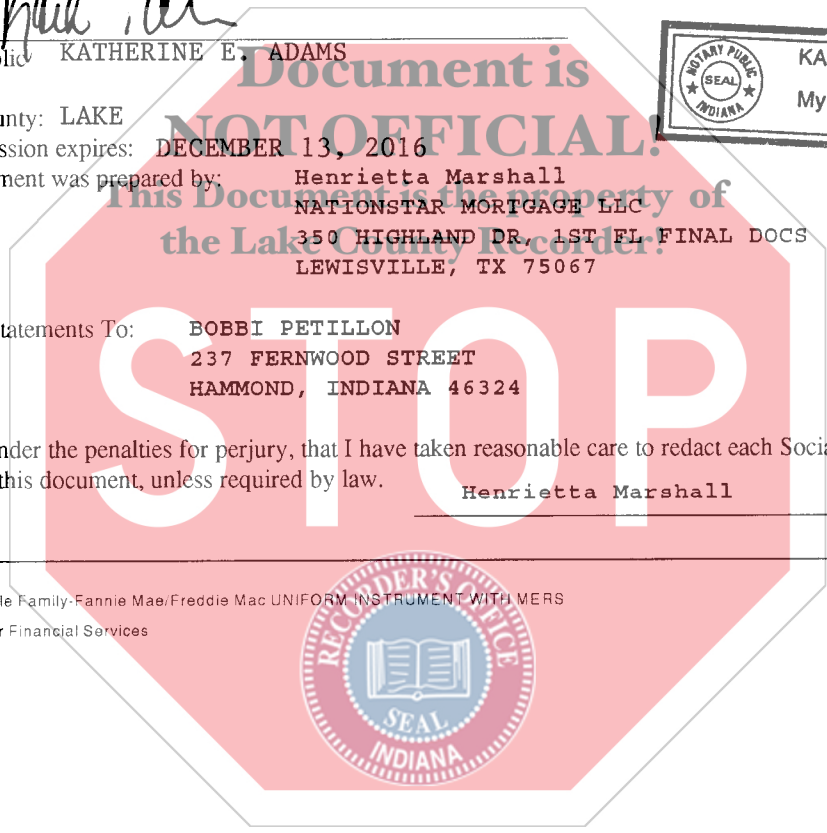 lic KATHERINE E. ADAMS
Document is
NOTARY PUBLIC
SEAL
INDIANA
KA
My
unty: LAKE
NOT OFFICIAL!
ssion expires: DECEMBER 13, 2016
ment was prepared by: Henrietta Marshall
This Document is the property of
NATIONSTAR MORTGAGE LLC
the Lake County Recorder!
350 HIGHLAND DR, 1ST FL FINAL DOCS
LEWISVILLE, TX 75067
STOP
tatements To: BOBBI PETILLON
237 FERNWOOD STREET
HAMMOND, INDIANA 46324
nder the penalties for perjury, that I have taken reasonable care to redact each Socia
this document, unless required by law. Henrietta Marshall
le Family-Fannie Mae/Freddie Mac UNIFORM INSTRUMENT WITH MERS
r Financial Services
RECORDER'S OFFICE
SEAL
INDIANA